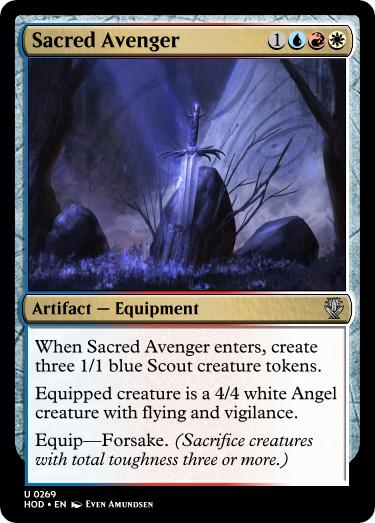 Sacred Avenger 1
Artifact — Equipment
When Sacred Avenger enters, create
three 1/1 blue Scout creature tokens.
Equipped creature is a 4/4 white Angel
creature with flying and vigilance.
Equip—Forsake. (Sacrifice creatures
with total toughness three or more.)
U 0269
HOD • EN Even Amundsen